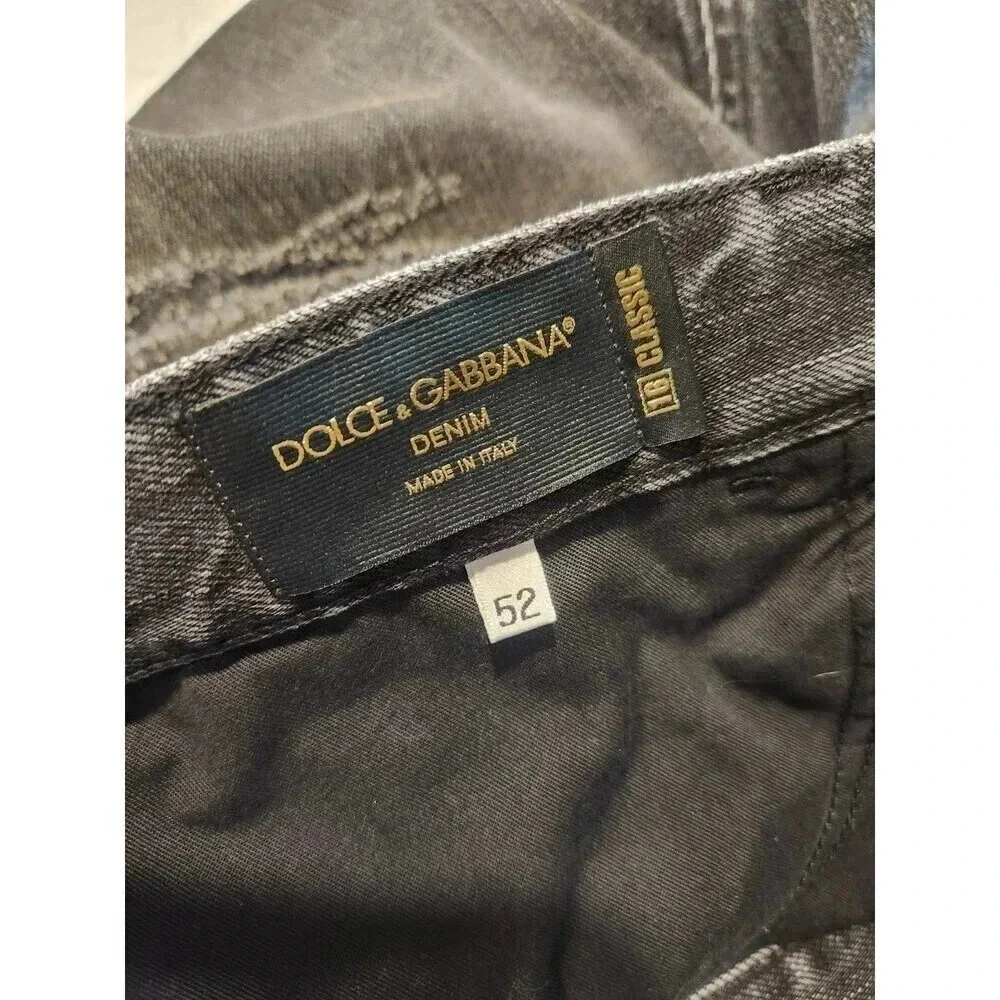 DOLCE & GABBANA®
DENIM
MADE IN ITALY
16 CLASSIC
52